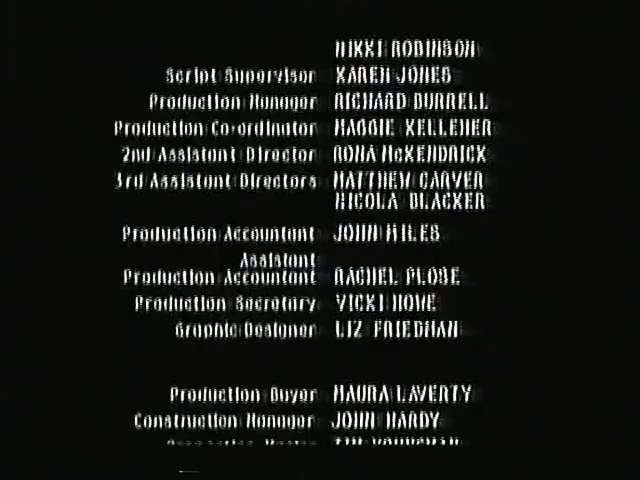 NIKKI ROBINSON
Script Supervisor KAREN JONES
Production Manager RICHARD BURRELL
Production Co-ordinator MAGGIE KELLEHER
2nd Assistant Director RONA McKENDRICK
3rd Assistant Directors MATTHEW CARVER
NICOLA BLACKER
Production Accountant JOHN MILES
Assistant
Production Accountant RACHEL
Production Secretary VICKI HOWE
Graphic Designer LIZ FRIEDMAN
Production Buyer MAURA LAVERTY
Construction Manager JOHN HARDY